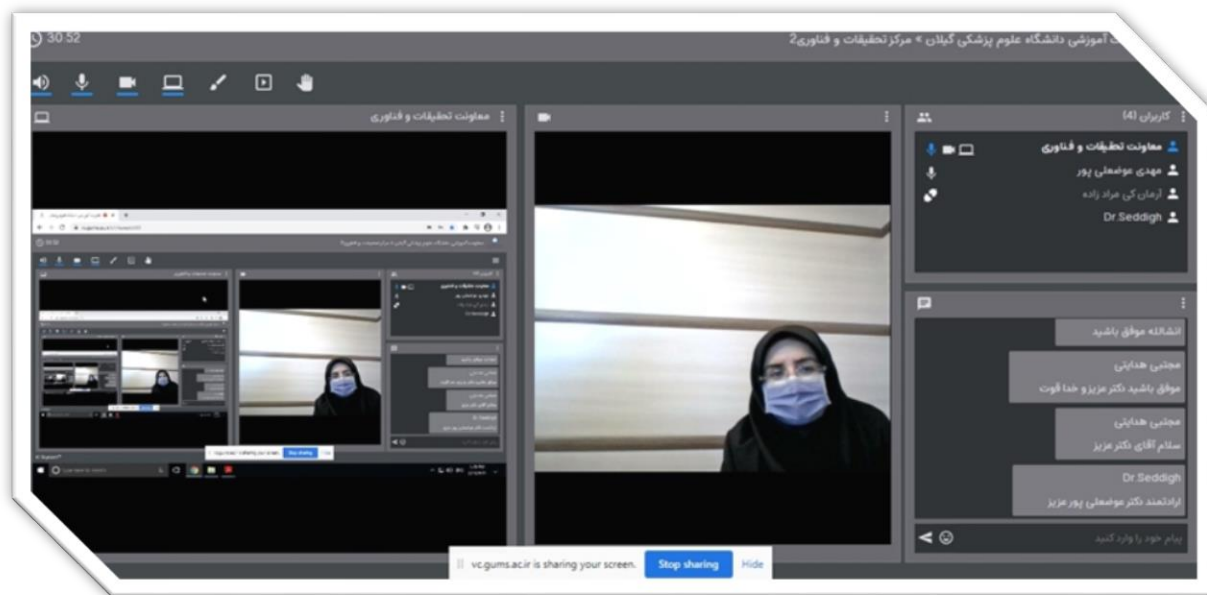 30:52
ت آموزشی دانشگاه علوم پزشکی گیلان » مرکز تحقیقات و فناوری2
معاونت تحقیقات و فناوری
کاربران (4)
معاونت تحقیقات و فناوری
مهدی عوضعلی پور
آرمان کی مراد زاده
Dr.Seddigh
انشالله موفق باشید
مجتبی هدایتی
موفق باشید دکتر عزیز و خدا قوت
مجتبی هدایتی
سلام آقای دکتر عزیز
Dr.Seddigh
ارادتمند دکتر عوضعلی پور عزیز
پیام خود را وارد کنید
vc.gums.ac.ir is sharing your screen.
Stop sharing
Hide